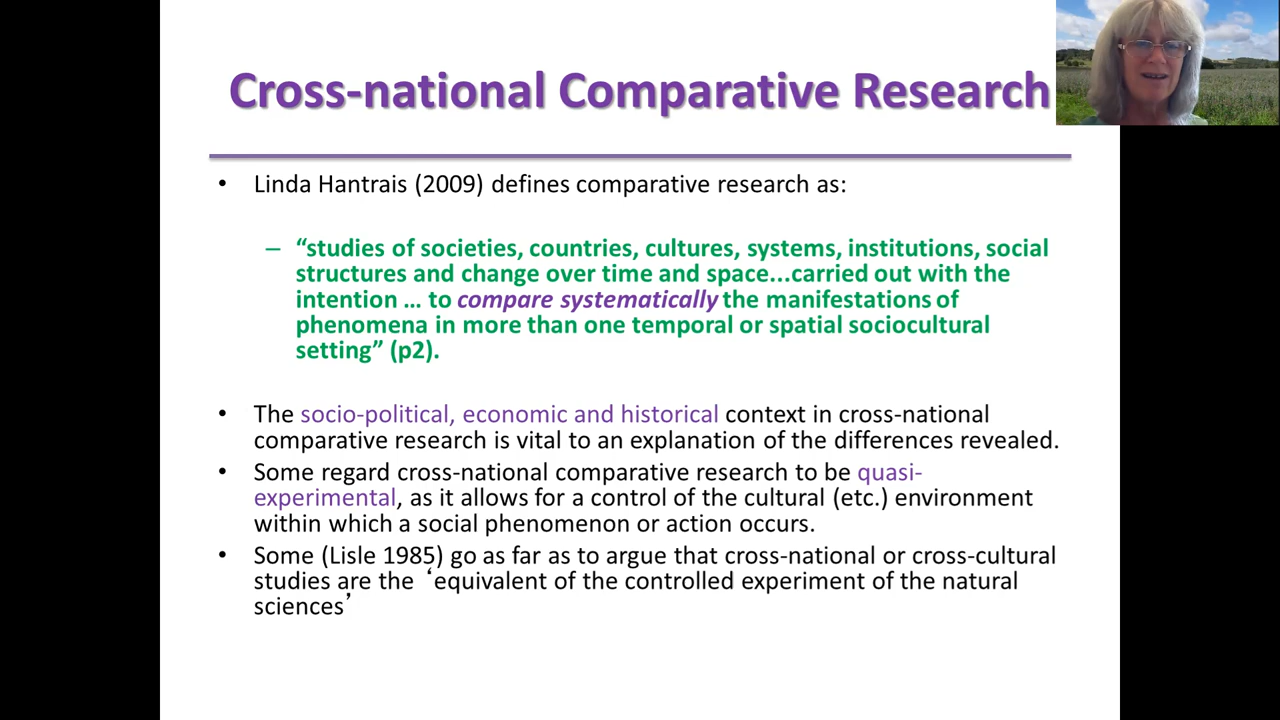 Cross-national Comparative Research
• Linda Hantrais (2009) defines comparative research as:
– “studies of societies, countries, cultures, systems, institutions, social
structures and change over time and space...carried out with the
intention … to compare systematically the manifestations of
phenomena in more than one temporal or spatial sociocultural
setting” (p2).
• The socio-political, economic and historical context in cross-national
comparative research is vital to an explanation of the differences revealed.
• Some regard cross-national comparative research to be quasi-
experimental, as it allows for a control of the cultural (etc.) environment
within which a social phenomenon or action occurs.
• Some (Lisle 1985) go as far as to argue that cross-national or cross-cultural
studies are the ‘equivalent of the controlled experiment of the natural
sciences’